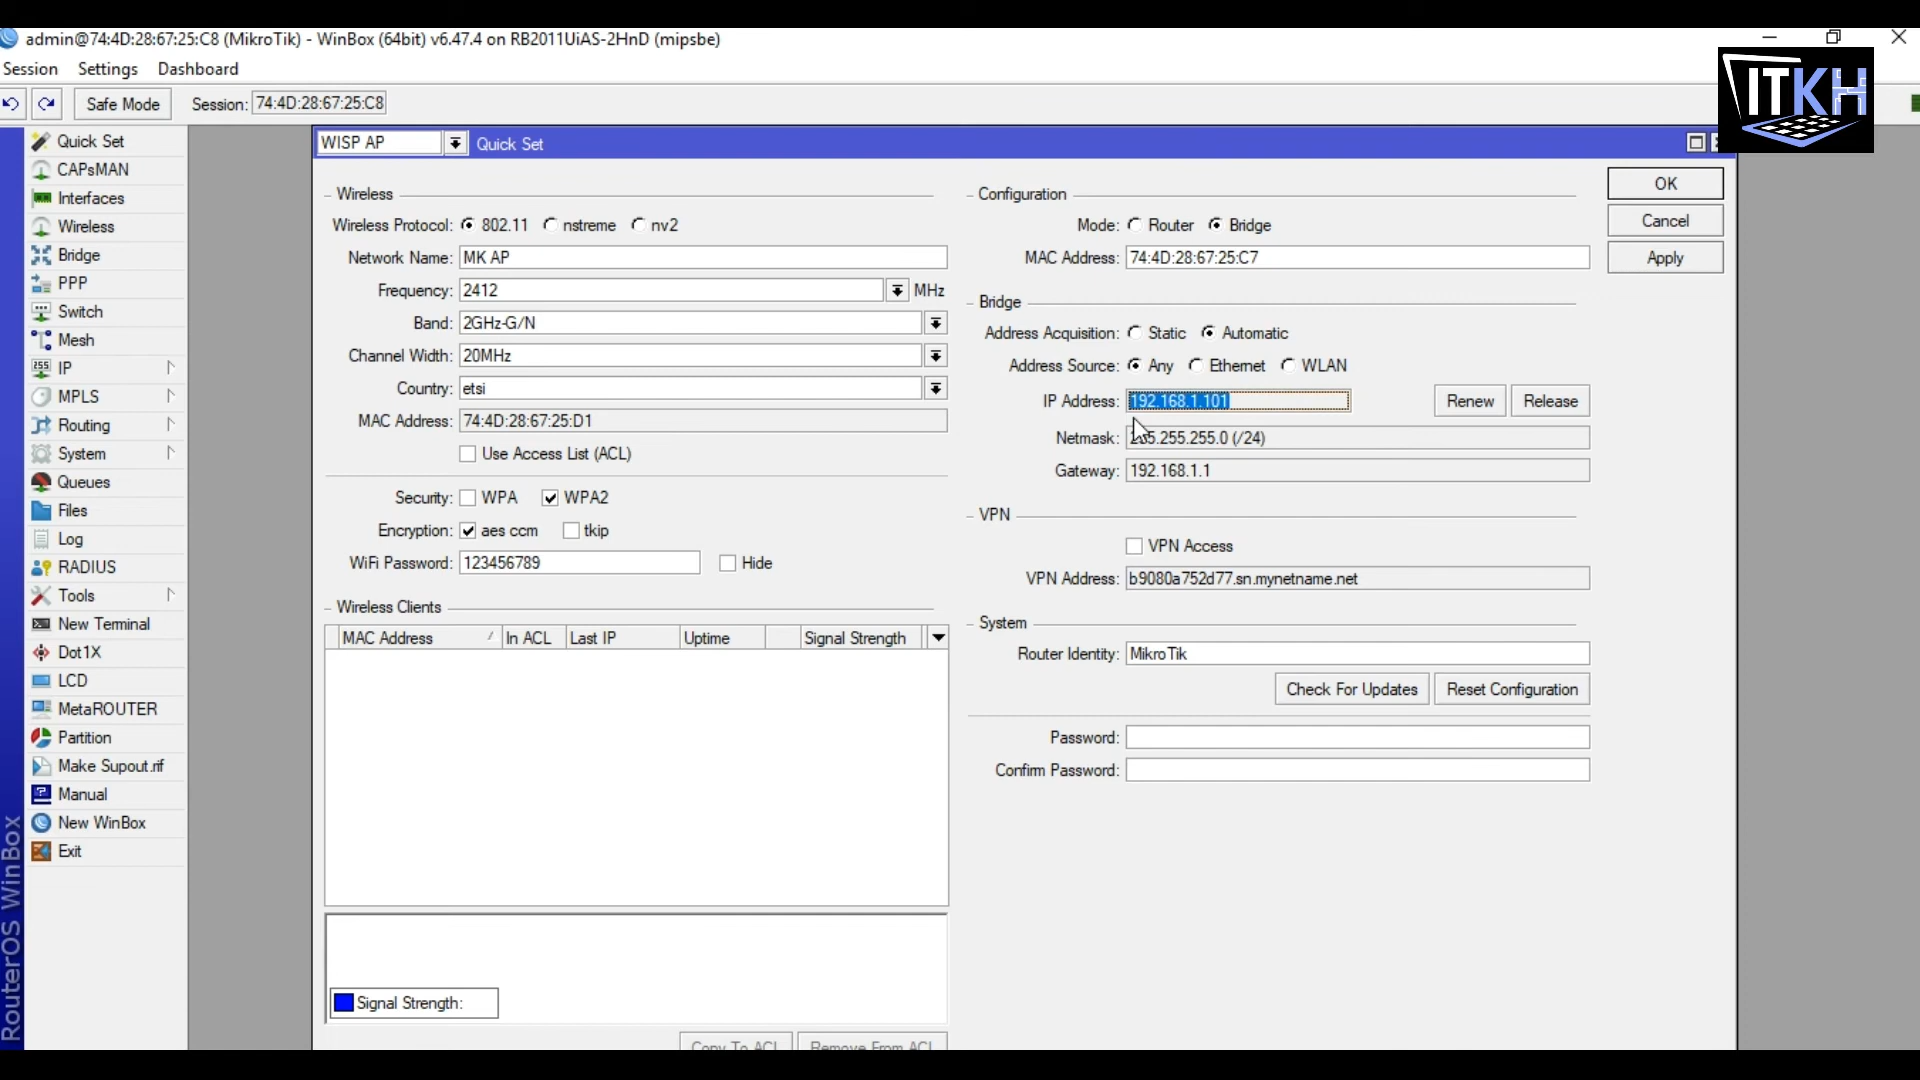 admin@74:4D:28:67:25:C8 (MikroTik) - WinBox (64bit) v6.47.4 on RB2011UiAS-2HnD (mipsbe)
Session Settings Dashboard
Safe Mode Session: 74:4D:28:67:25:C8
ITKH
Quick Set
CAPsMAN
Interfaces
Wireless
Bridge
PPP
Switch
Mesh
IP
MPLS
Routing
System
Queues
Files
Log
RADIUS
Tools
New Terminal
Dot1X
LCD
MetaROUTER
Partition
Make Supout.rif
Manual
New WinBox
Exit
RouterOS WinBox
WISP AP Quick Set
Wireless
Wireless Protocol: 802.11 nstreme nv2
Network Name: MK AP
Frequency: 2412 MHz
Band: 2GHz-G/N
Channel Width: 20MHz
Country: etsi
MAC Address: 74:4D:28:67:25:D1
Use Access List (ACL)
Security: WPA WPA2
Encryption: aes ccm tkip
WiFi Password: 123456789 Hide
Wireless Clients
MAC Address In ACL Last IP Uptime Signal Strength
Signal Strength:
Copy To ACL Remove From ACL
Configuration
Mode: Router Bridge
MAC Address: 74:4D:28:67:25:C7
Bridge
Address Acquisition: Static Automatic
Address Source: Any Ethernet WLAN
IP Address: 192.168.1.101 Renew Release
Netmask: 255.255.255.0 (/24)
Gateway: 192.168.1.1
VPN
VPN Access
VPN Address: b9080a752d77.sn.mynetname.net
System
Router Identity: MikroTik
Check For Updates Reset Configuration
Password:
Confirm Password:
OK
Cancel
Apply